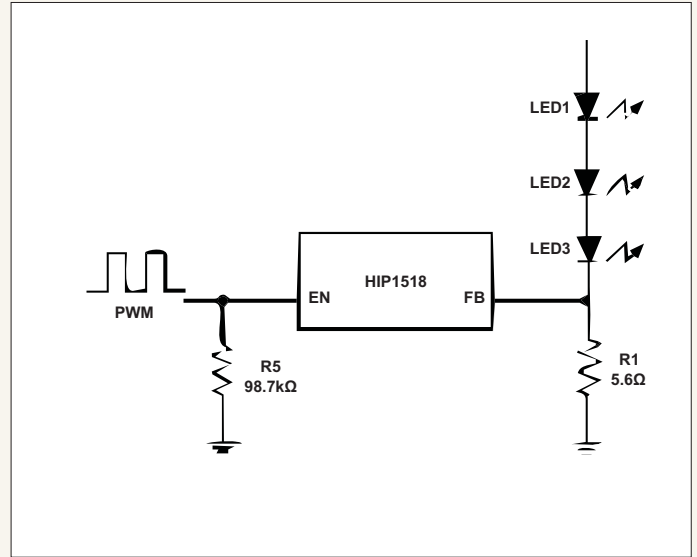 LED1
LED2
LED3
HIP1518
EN
FB
PWM
R5
98.7kΩ
R1
5.6Ω